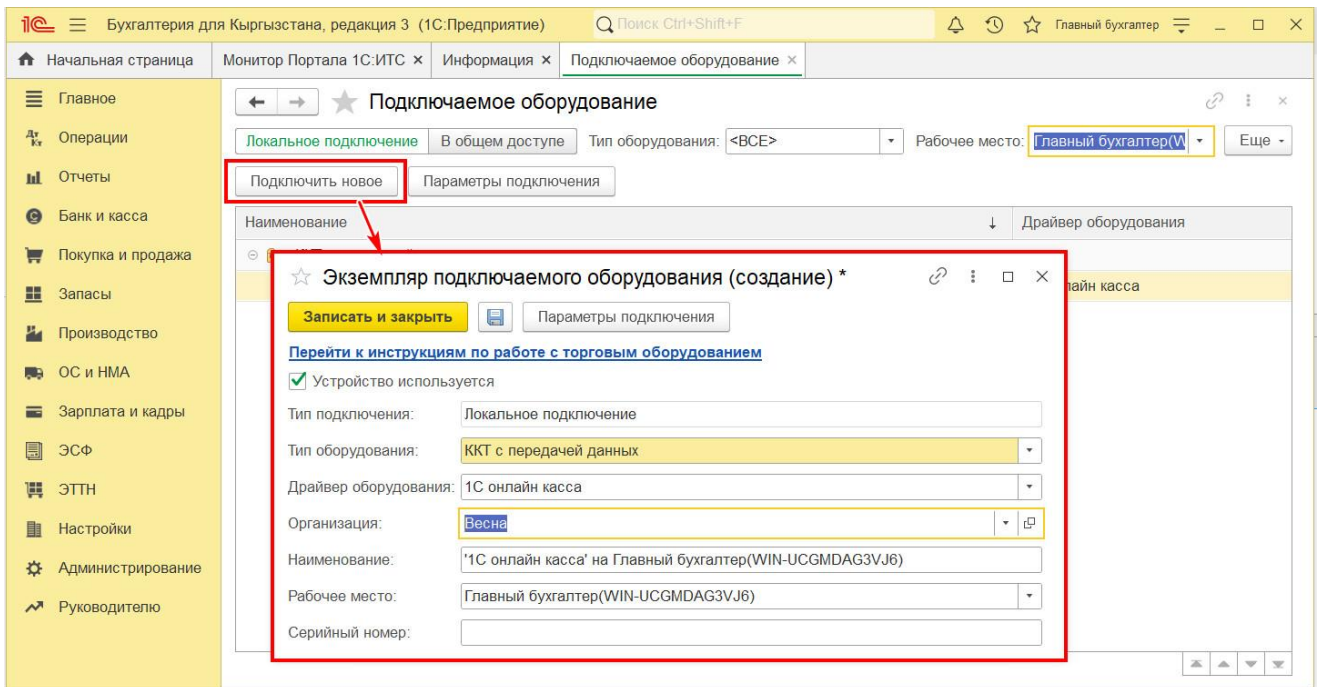 1С Бухгалтерия для Кыргызстана, редакция 3 (1С:Предприятие) Поиск Ctrl+Shift+F Главный бухгалтер
Начальная страница Монитор Портала 1С:ИТС × Информация × Подключаемое оборудование ×
Главное
Операции
Отчеты
Банк и касса
Покупка и продажа
Запасы
Производство
ОС и НМА
Зарплата и кадры
ЭСФ
ЭТТН
Настройки
Администрирование
Руководителю
Подключаемое оборудование
Локальное подключение В общем доступе Тип оборудования: <ВСЕ> Рабочее место: Главный бухгалтер(W Еще
Подключить новое Параметры подключения
Наименование ↓ Драйвер оборудования
лайн касса
Экземпляр подключаемого оборудования (создание) *
Записать и закрыть Параметры подключения
Перейти к инструкциям по работе с торговым оборудованием
Устройство используется
Тип подключения: Локальное подключение
Тип оборудования: ККТ с передачей данных
Драйвер оборудования: 1С онлайн касса
Организация: Весна
Наименование: '1С онлайн касса' на Главный бухгалтер(WIN-UCGMDAG3VJ6)
Рабочее место: Главный бухгалтер(WIN-UCGMDAG3VJ6)
Серийный номер: